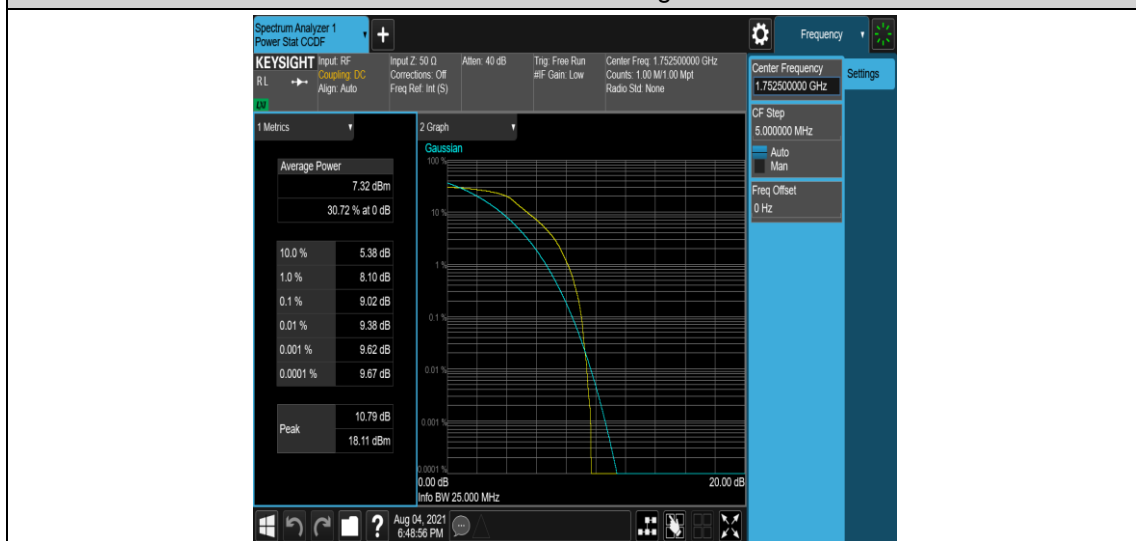 Spectrum Analyzer 1
Power Stat CCDF
+
Frequency
KEYSIGHT
RL
LXI
Input: RF
Coupling: DC
Align: Auto
Input Z: 50 Ω
Corrections: Off
Freq Ref: Int (S)
Atten: 40 dB
Trig: Free Run
#IF Gain: Low
Center Freq: 1.752500000 GHz
Counts: 1.00 M/1.00 Mpt
Radio Std: None
Center Frequency
1.752500000 GHz
Settings
CF Step
5.000000 MHz
Auto
Man
Freq Offset
0 Hz
1 Metrics
Average Power
7.32 dBm
30.72 % at 0 dB
10.0 % 5.38 dB
1.0 % 8.10 dB
0.1 % 9.02 dB
0.01 % 9.38 dB
0.001 % 9.62 dB
0.0001 % 9.67 dB
Peak
10.79 dB
18.11 dBm
2 Graph
Gaussian
100 %
10 %
1 %
0.1 %
0.01 %
0.001 %
0.0001 %
0.00 dB 20.00 dB
Info BW 25.000 MHz
?
Aug 04, 2021
6:48:56 PM